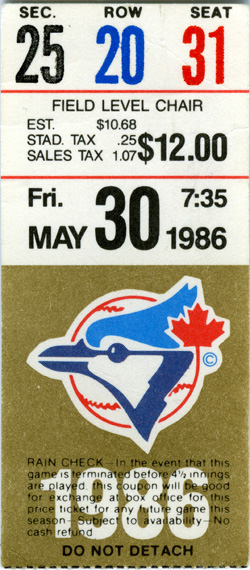 SEC. ROW SEAT
25 20 31
FIELD LEVEL CHAIR
EST. $10.68
STAD. TAX .25
SALES TAX 1.07 $12.00
Fri. 7:35
MAY 30 1986
©
RAIN CHECK—In the event that this
game is terminated before 4½ innings
are played, this coupon will be good
for exchange at box office to this
price ticket for any future game this
season—Subject to availability—No
cash refund
1986
DO NOT DETACH